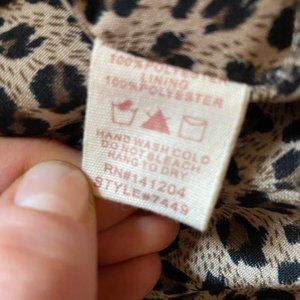 100% POLYESTER
LINING
100% POLYESTER
HAND WASH COLD
DO NOT BLEACH
HANG TO DRY
RN#141204
STYLE#7449